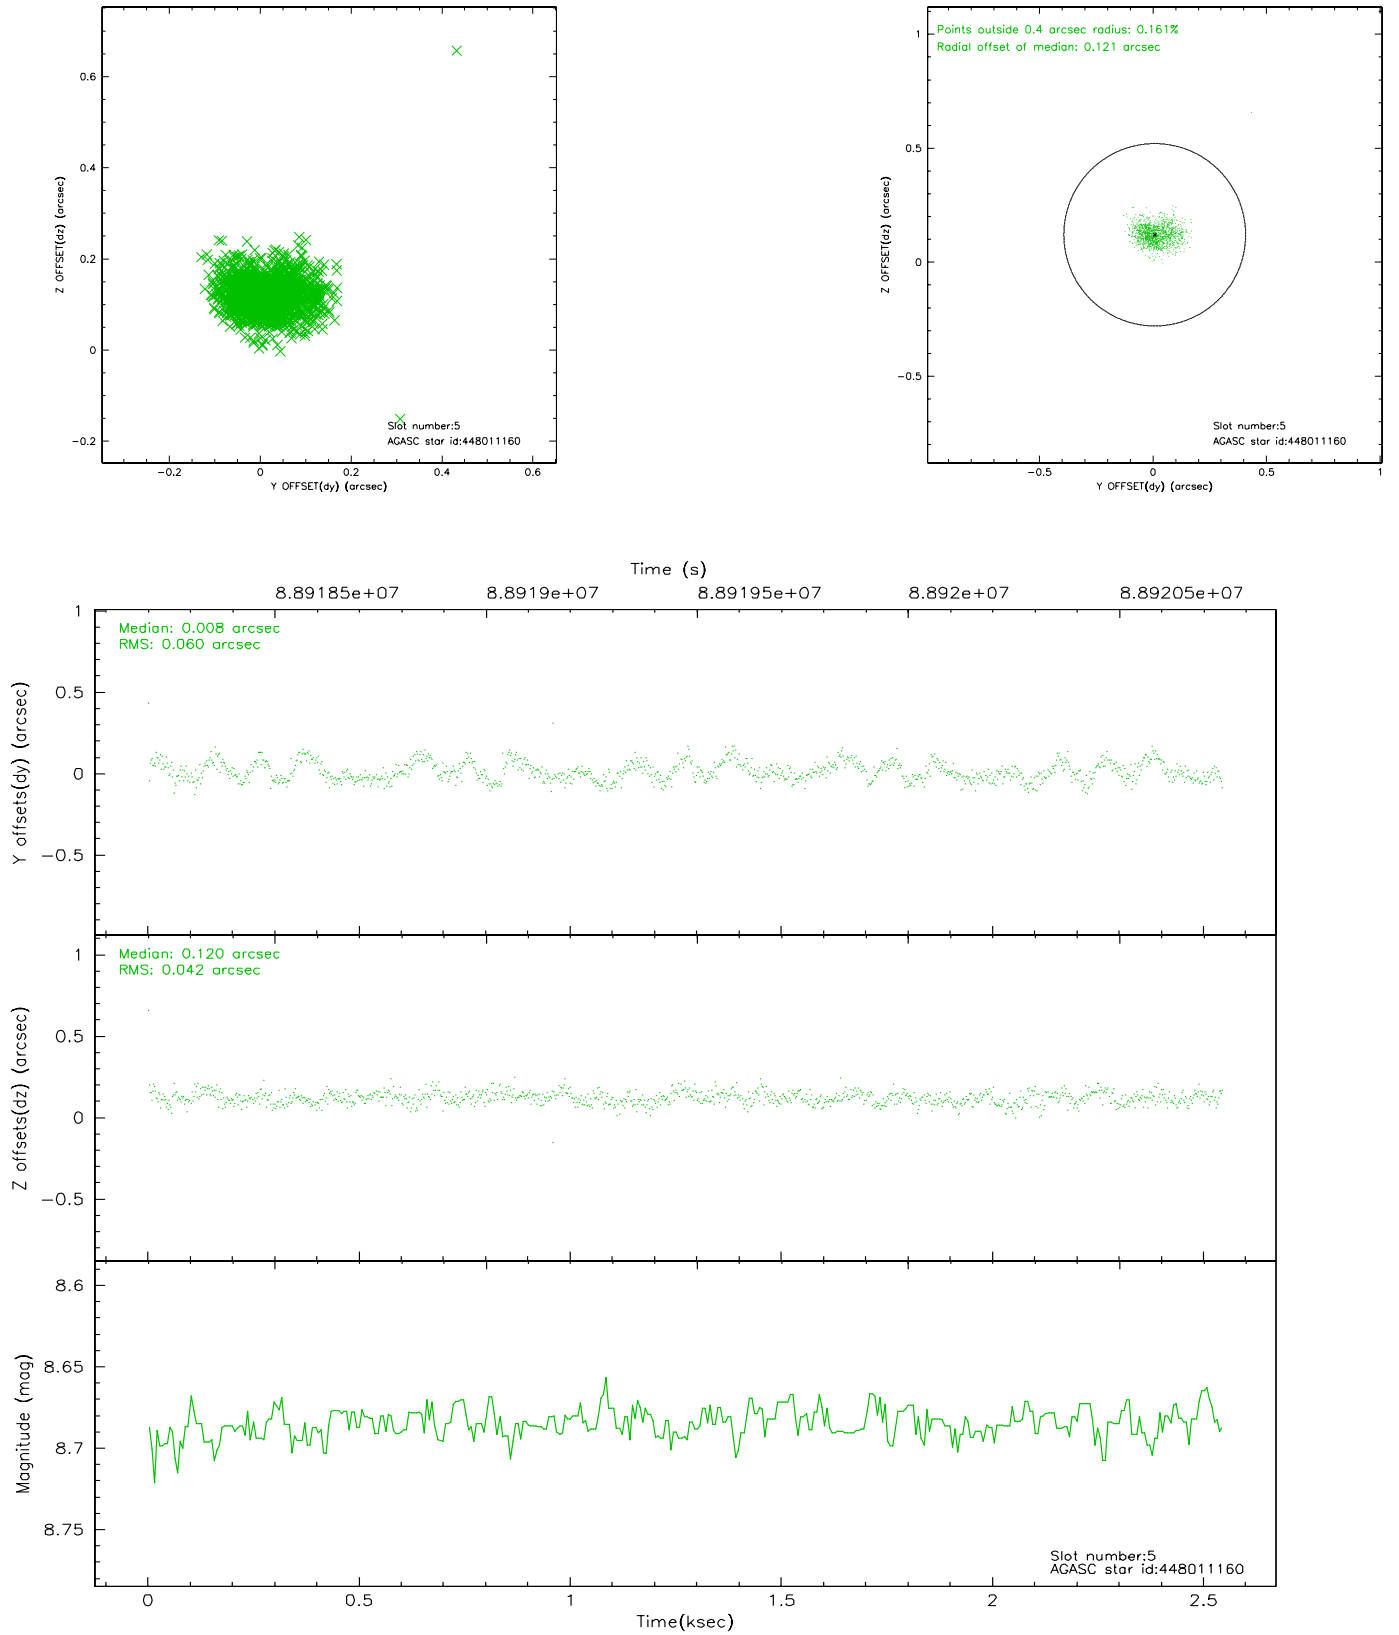 0.6
0.4
0.2
0
−0.2
Z OFFSET(dz) (arcsec)
Slot number:5
AGASC star id:448011160
−0.2 0 0.2 0.4 0.6
Y OFFSET(dy) (arcsec)
Points outside 0.4 arcsec radius: 0.161%
Radial offset of median: 0.121 arcsec
1
0.5
0
−0.5
Z OFFSET(dz) (arcsec)
Slot number:5
AGASC star id:448011160
−0.5 0 0.5 1
Y OFFSET(dy) (arcsec)
Time (s)
8.89185e+07 8.8919e+07 8.89195e+07 8.892e+07 8.89205e+07
Median: 0.008 arcsec
RMS: 0.060 arcsec
1
0.5
0
−0.5
Y offsets(dy) (arcsec)
Median: 0.120 arcsec
RMS: 0.042 arcsec
1
0.5
0
−0.5
Z offsets(dz) (arcsec)
8.6
8.65
8.7
8.75
Magnitude (mag)
Slot number:5
AGASC star id:448011160
0 0.5 1 1.5 2 2.5
Time(ksec)